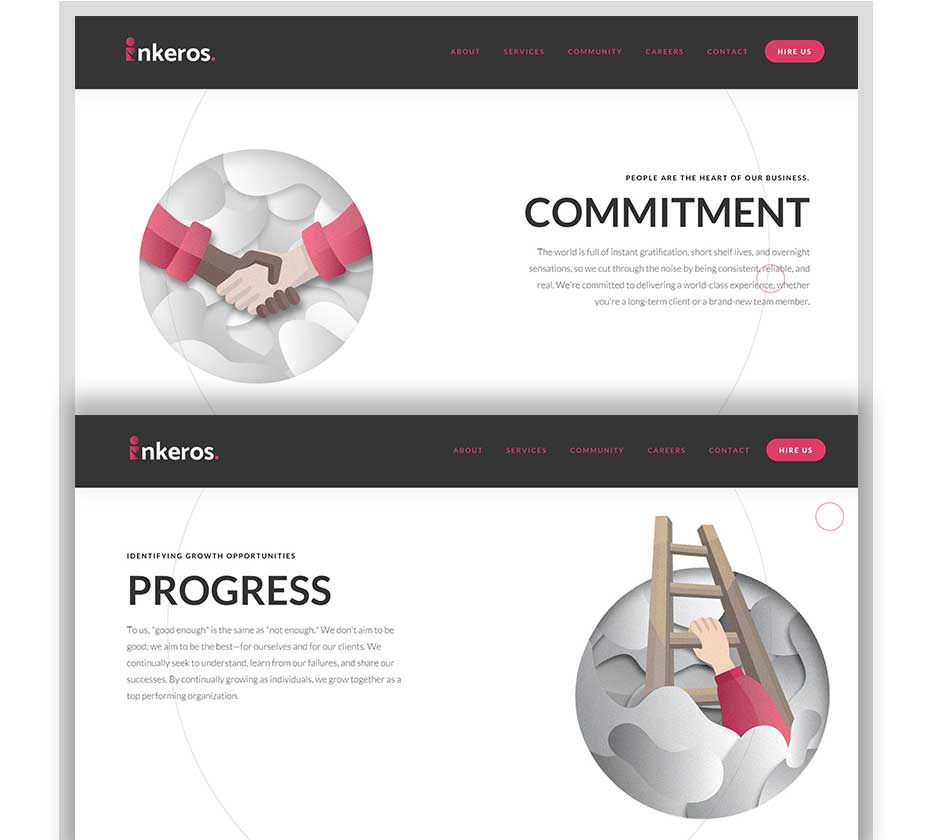 inkeros.
ABOUT SERVICES COMMUNITY CAREERS CONTACT HIRE US
PEOPLE ARE THE HEART OF OUR BUSINESS.
COMMITMENT
The world is full of instant gratification, short shelf lives, and overnight
sensations, so we cut through the noise by being consistent, reliable, and
real. We're committed to delivering a world-class experience, whether
you're a long-term client or a brand-new team member.
inkeros.
ABOUT SERVICES COMMUNITY CAREERS CONTACT HIRE US
IDENTIFYING GROWTH OPPORTUNITIES
PROGRESS
To us, "good enough" is the same as "not enough." We don't aim to be
good; we aim to be the best—for ourselves and for our clients. We
continually seek to understand, learn from our failures, and share our
successes. By continually growing as individuals, we grow together as a
top performing organization.